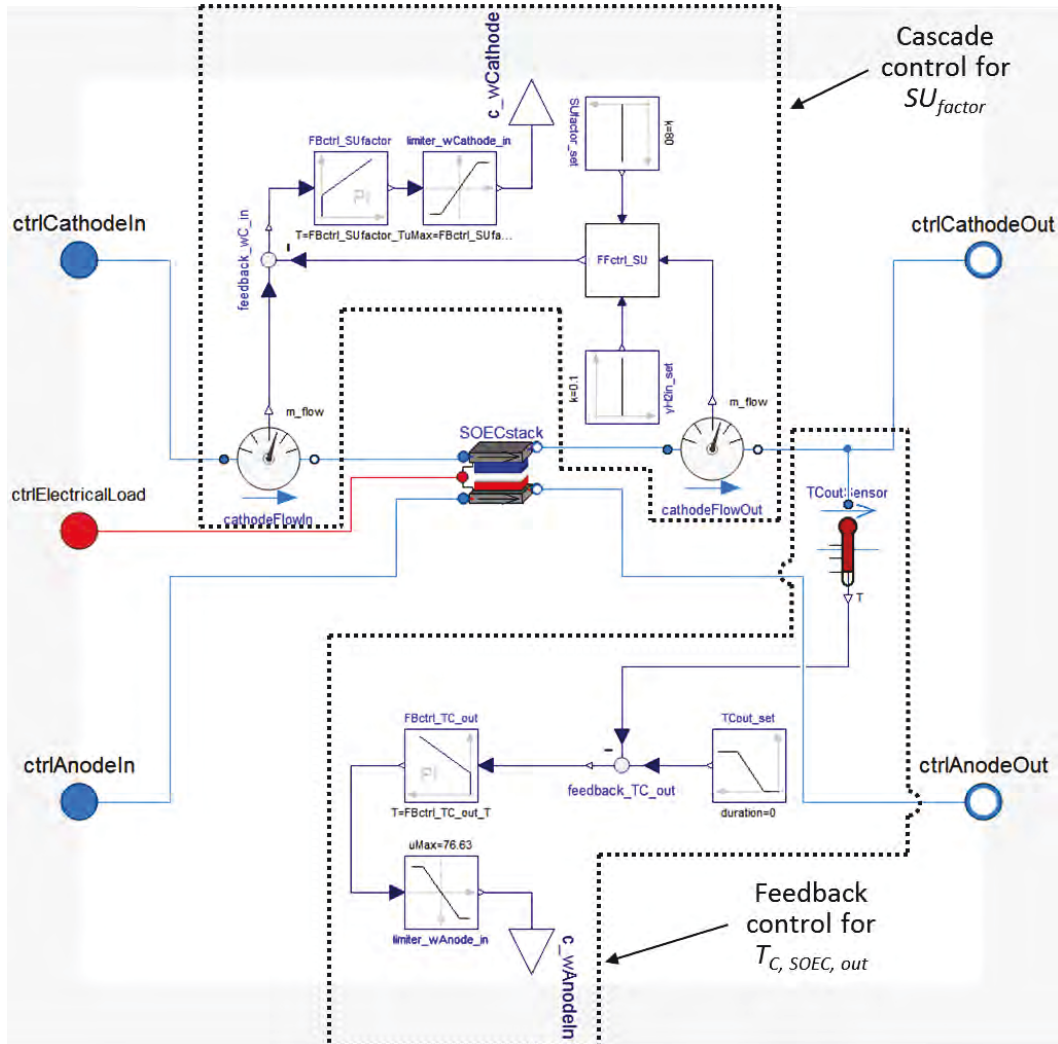 Cascade
control for
SUfactor
c_wCathode
SUfactor_set
k=80
FBctrl_SUfactor
limiter_wCathode_in
PI
T=FBctrl_SUfactor_TuMax=FBctrl_SUfa...
ctrlCathodeIn
ctrlCathodeOut
feedback_wC_in
-
FFctrl_SU
k=0.1
yH2in_set
m_flow
m_flow
SOECstack
ctrlElectricalLoad
cathodeFlowIn
cathodeFlowOut
TCoutSensor
T
FBctrl_TC_out
TCout_set
-
PI
ctrlAnodeIn
ctrlAnodeOut
feedback_TC_out
T=FBctrl_TC_out_T
duration=0
uMax=76.63
limiter_wAnode_in
c_wAnodeIn
Feedback
control for
TC, SOEC, out